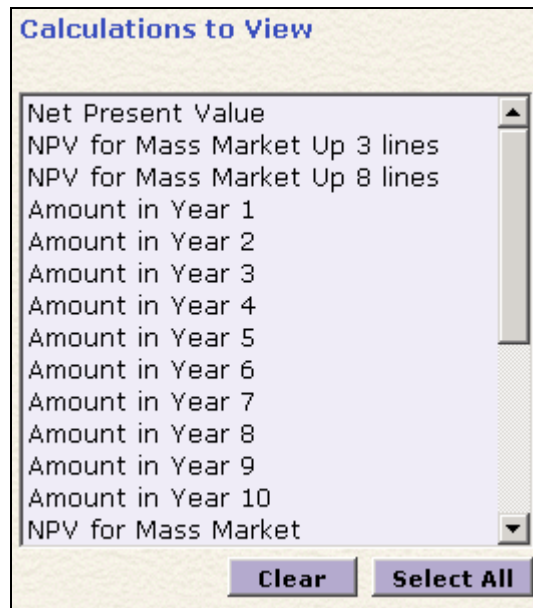 Calculations to View
Net Present Value
NPV for Mass Market Up 3 lines
NPV for Mass Market Up 8 lines
Amount in Year 1
Amount in Year 2
Amount in Year 3
Amount in Year 4
Amount in Year 5
Amount in Year 6
Amount in Year 7
Amount in Year 8
Amount in Year 9
Amount in Year 10
NPV for Mass Market
Clear Select All